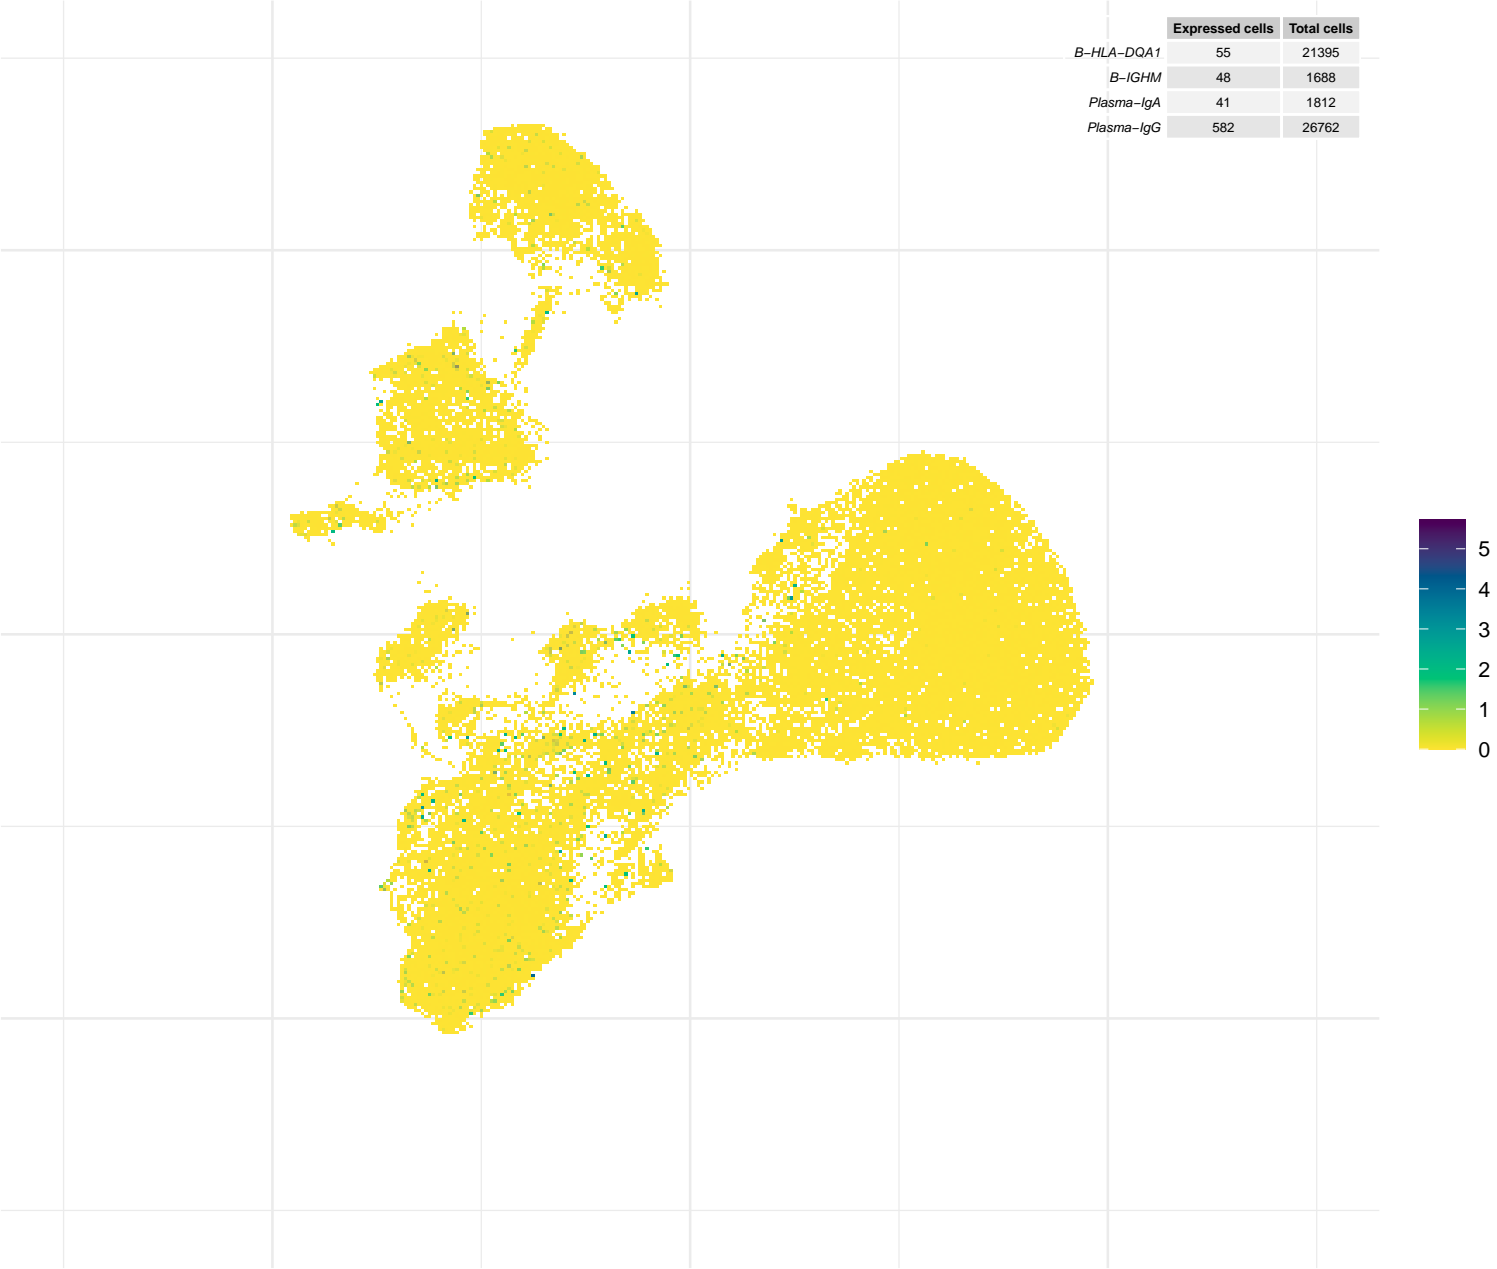 Expressed cells Total cells
B−HLA−DQA1 55 21395
B−IGHM 48 1688
Plasma−IgA 41 1812
Plasma−IgG 582 26762
5
4
3
2
1
0